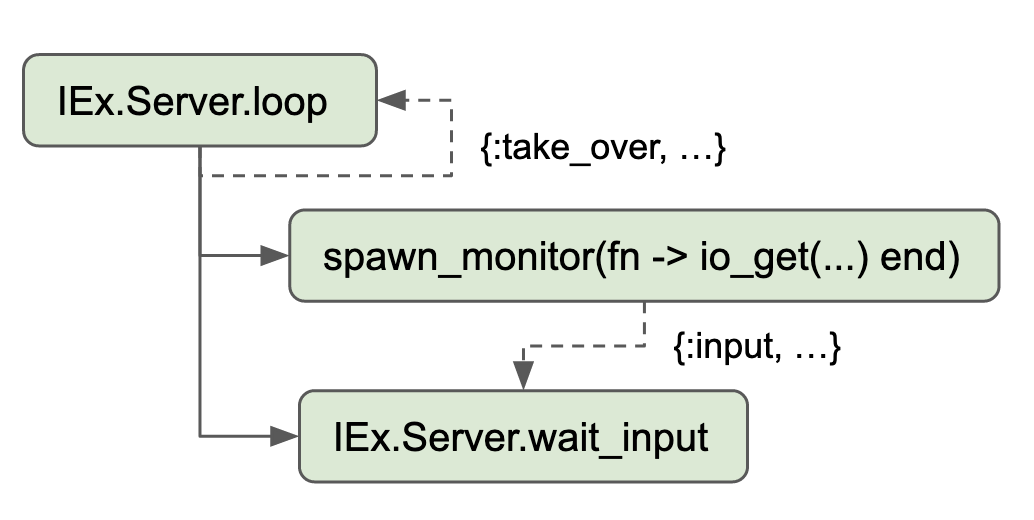 IEx.Server.loop
{:take_over, …}
spawn_monitor(fn -> io_get(...) end)
{:input, …}
IEx.Server.wait_input